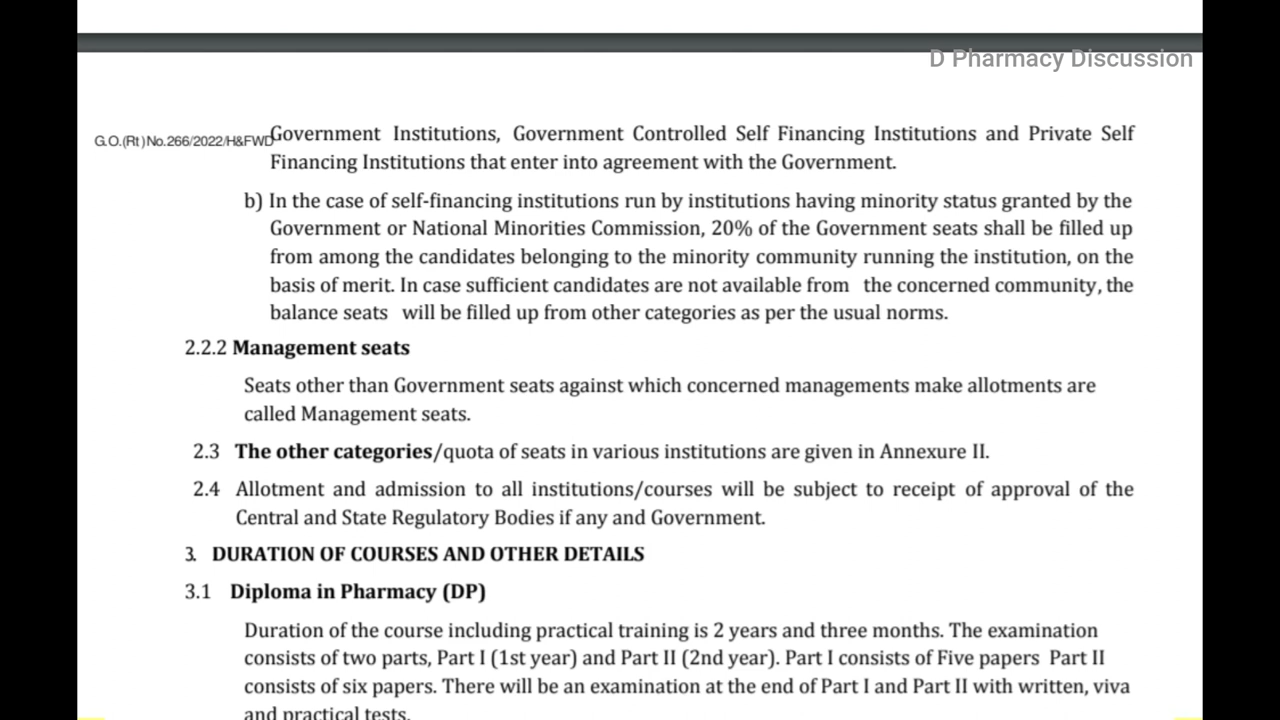 D Pharmacy Discussion
G.O.(Rt)No.266/2022/H&FWD
Government Institutions, Government Controlled Self Financing Institutions and Private Self
Financing Institutions that enter into agreement with the Government.
b) In the case of self-financing institutions run by institutions having minority status granted by the
Government or National Minorities Commission, 20% of the Government seats shall be filled up
from among the candidates belonging to the minority community running the institution, on the
basis of merit. In case sufficient candidates are not available from the concerned community, the
balance seats will be filled up from other categories as per the usual norms.
2.2.2 Management seats
Seats other than Government seats against which concerned managements make allotments are
called Management seats.
2.3 The other categories/quota of seats in various institutions are given in Annexure II.
2.4 Allotment and admission to all institutions/courses will be subject to receipt of approval of the
Central and State Regulatory Bodies if any and Government.
3. DURATION OF COURSES AND OTHER DETAILS
3.1 Diploma in Pharmacy (DP)
Duration of the course including practical training is 2 years and three months. The examination
consists of two parts, Part I (1st year) and Part II (2nd year). Part I consists of Five papers Part II
consists of six papers. There will be an examination at the end of Part I and Part II with written, viva
and practical tests.